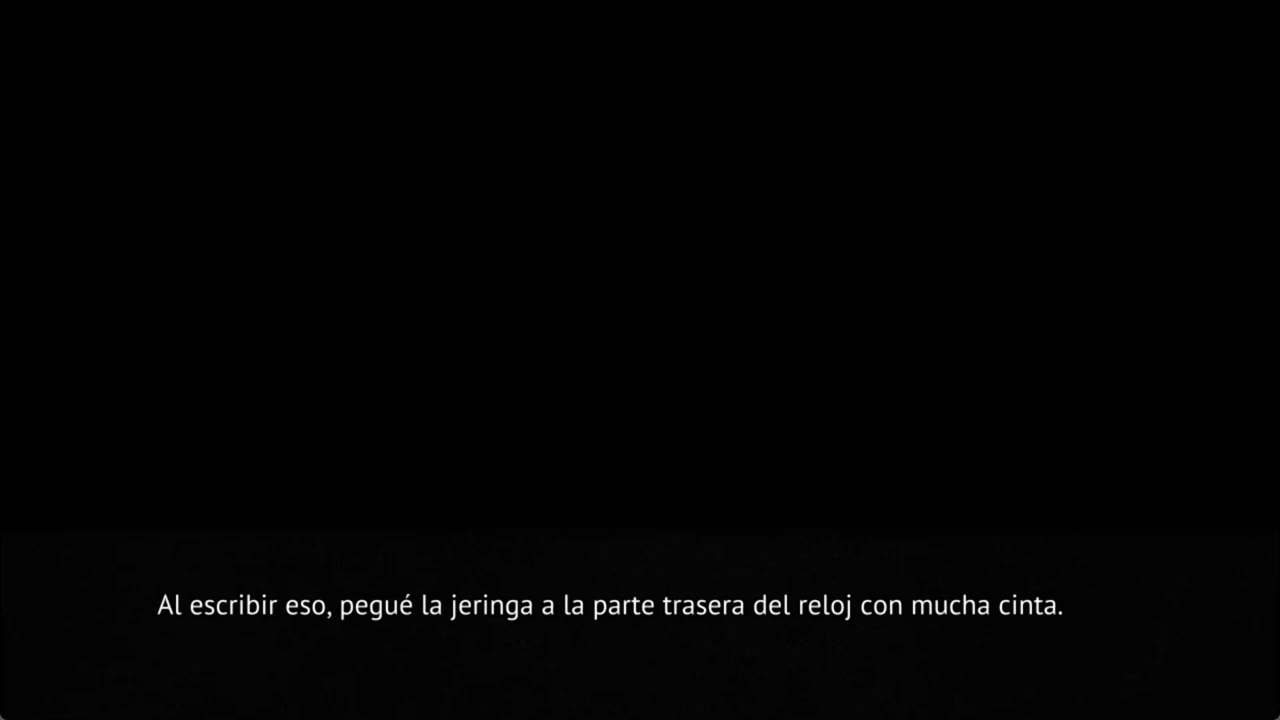 Al escribir eso, pegué la jeringa a la parte trasera del reloj con mucha cinta.